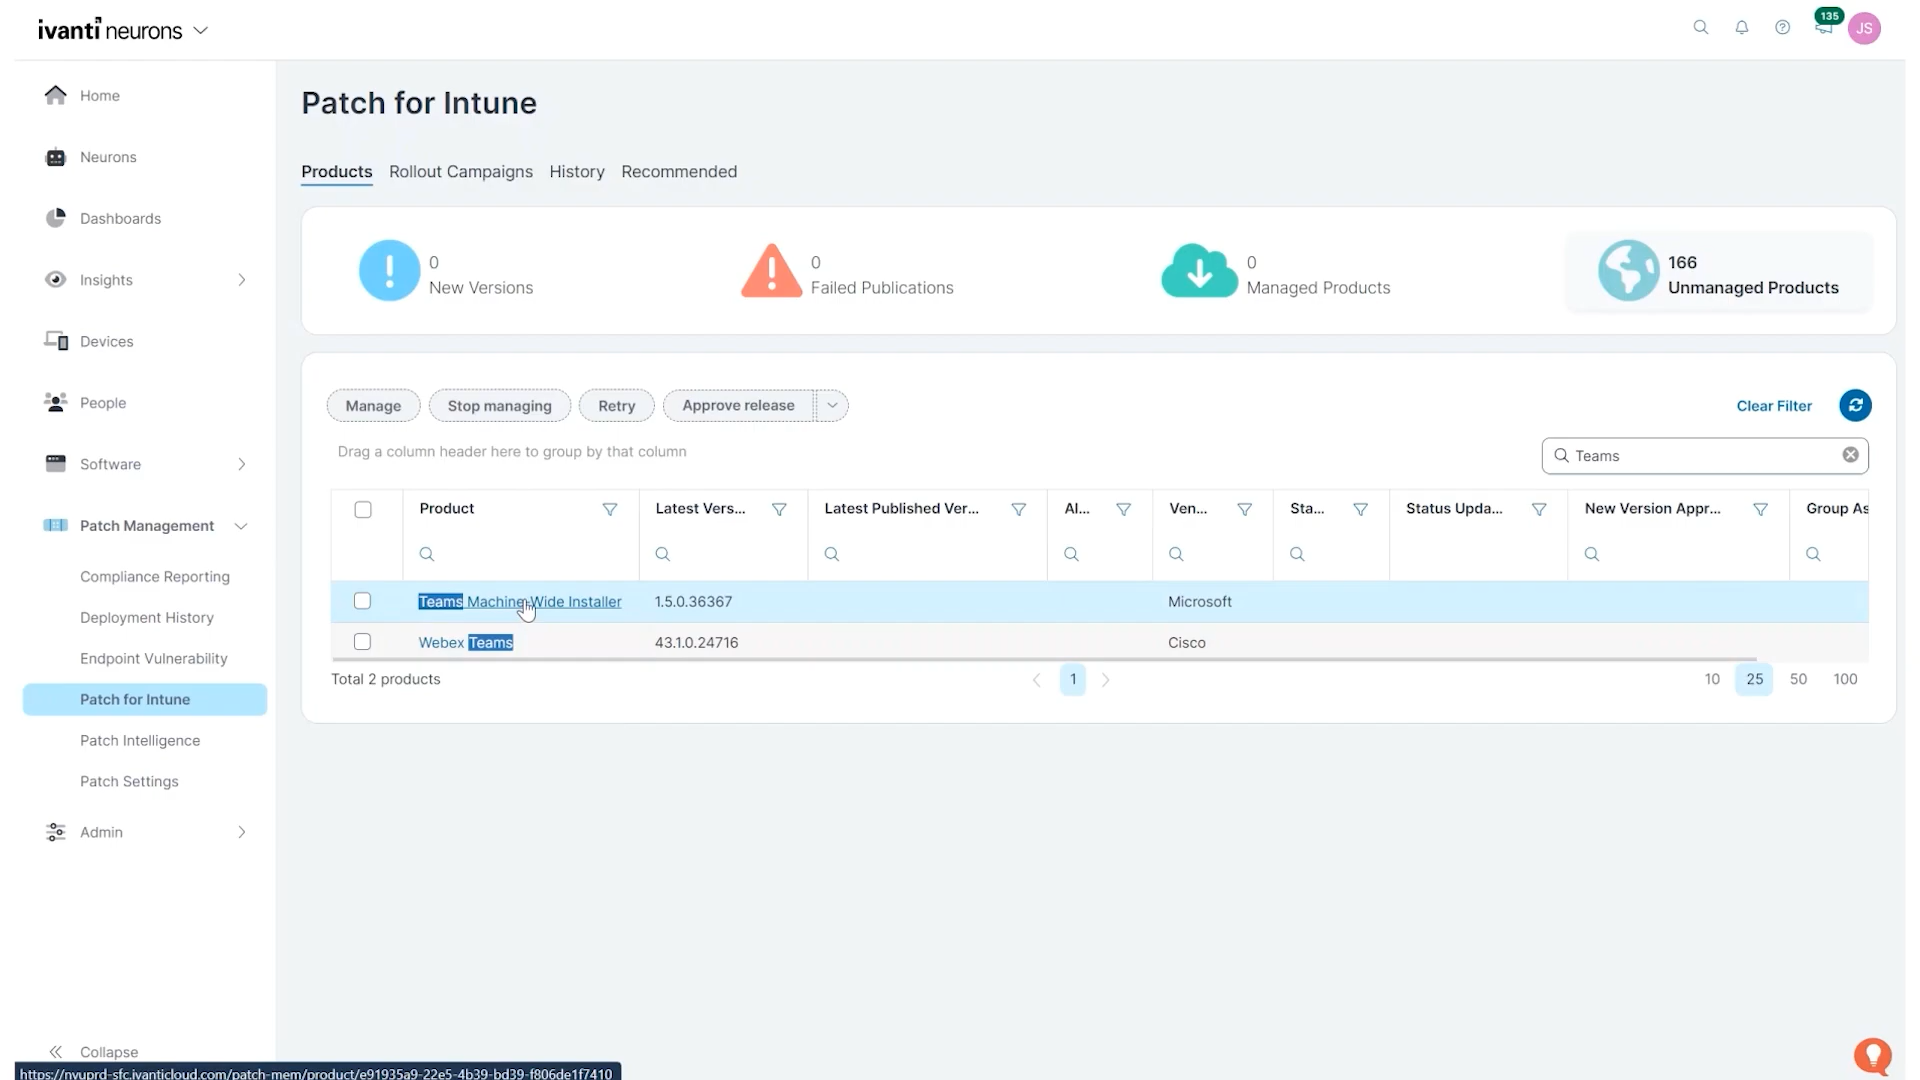 ivanti neurons
135
JS
Home
Neurons
Dashboards
Insights
Devices
People
Software
Patch Management
Compliance Reporting
Deployment History
Endpoint Vulnerability
Patch for Intune
Patch Intelligence
Patch Settings
Admin
Collapse
Patch for Intune
Products Rollout Campaigns History Recommended
0
New Versions
0
Failed Publications
0
Managed Products
166
Unmanaged Products
Manage Stop managing Retry Approve release
Clear Filter
Drag a column header here to group by that column
Teams
Product Latest Vers... Latest Published Ver... Al... Ven... Sta... Status Upda... New Version Appr... Group As
Teams Machine-Wide Installer 1.5.0.36367 Microsoft
Webex Teams 43.1.0.24716 Cisco
Total 2 products
1
10 25 50 100
https://nvuprd-sfc.ivanticloud.com/patch-mem/product/e91935a9-22e5-4b39-bd39-f806de1f7410